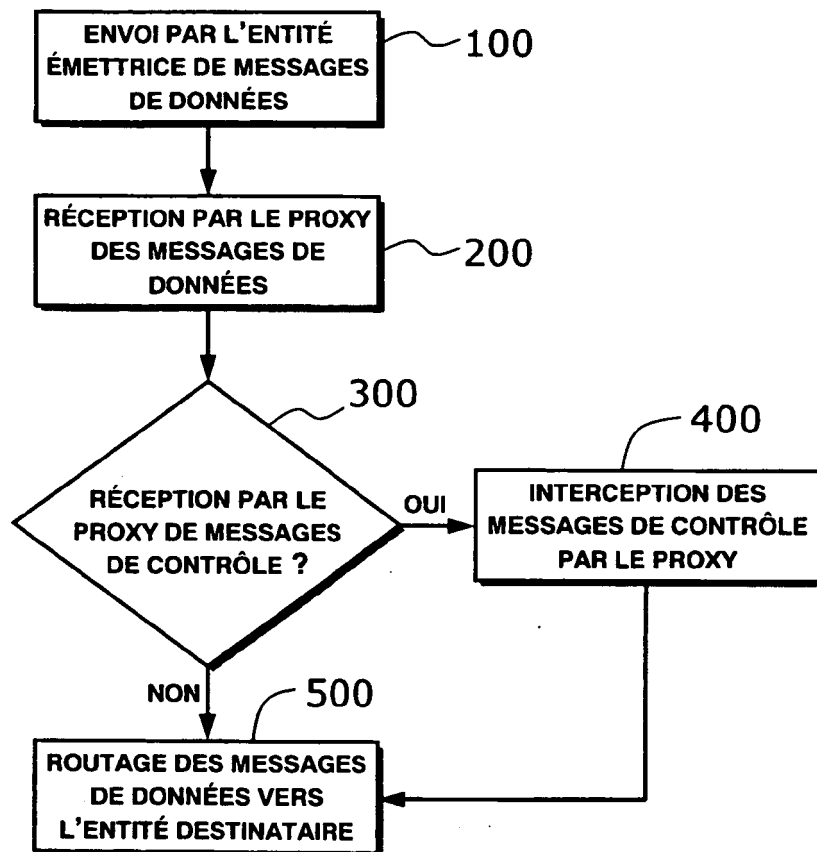 ENVOI PAR L'ENTITÉ
ÉMETTRICE DE MESSAGES
DE DONNÉES
100
RÉCEPTION PAR LE PROXY
DES MESSAGES DE
DONNÉES
200
300
RÉCEPTION PAR LE
PROXY DE MESSAGES
DE CONTRÔLE ?
OUI
400
INTERCEPTION DES
MESSAGES DE CONTRÔLE
PAR LE PROXY
NON
500
ROUTAGE DES MESSAGES
DE DONNÉES VERS
L'ENTITÉ DESTINATAIRE